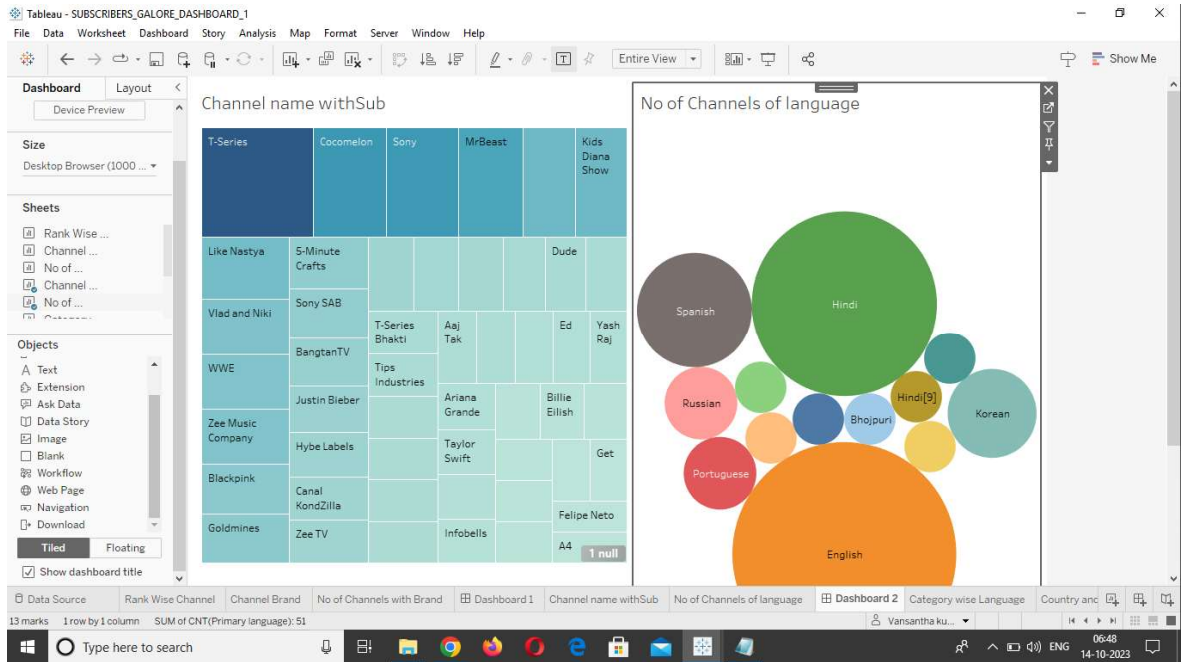 Tableau - SUBSCRIBERS_GALORE_DASHBOARD_1
File Data Worksheet Dashboard Story Analysis Map Format Server Window Help
Entire View
Show Me
Dashboard Layout
Device Preview
Size
Desktop Browser (1000 ...
Sheets
Rank Wise ...
Channel ...
No of ...
Channel ...
No of ...
Objects
Text
Extension
Ask Data
Data Story
Image
Blank
Workflow
Web Page
Navigation
Download
Tiled Floating
Show dashboard title
Channel name withSub
T-Series
Cocomelon
Sony
MrBeast
Kids
Diana
Show
Like Nastya
5-Minute
Crafts
Dude
Vlad and Niki
Sony SAB
T-Series
Bhakti
Aaj
Tak
Ed
Yash
Raj
BangtanTV
WWE
Tips
Industries
Justin Bieber
Ariana
Grande
Billie
Eilish
Zee Music
Company
Hybe Labels
Taylor
Swift
Get
Blackpink
Canal
KondZilla
Felipe Neto
Goldmines
Zee TV
Infobells
A4
1 null
No of Channels of language
Hindi
Spanish
Russian
Hindi[9]
Bhojpuri
Korean
Portuguese
English
Data Source Rank Wise Channel Channel Brand No of Channels with Brand Dashboard 1 Channel name withSub No of Channels of language Dashboard 2 Category wise Language Country and
13 marks 1 row by 1 column SUM of CNT(Primary language): 51
Vansantha ku...
Type here to search
ENG
06:48
14-10-2023